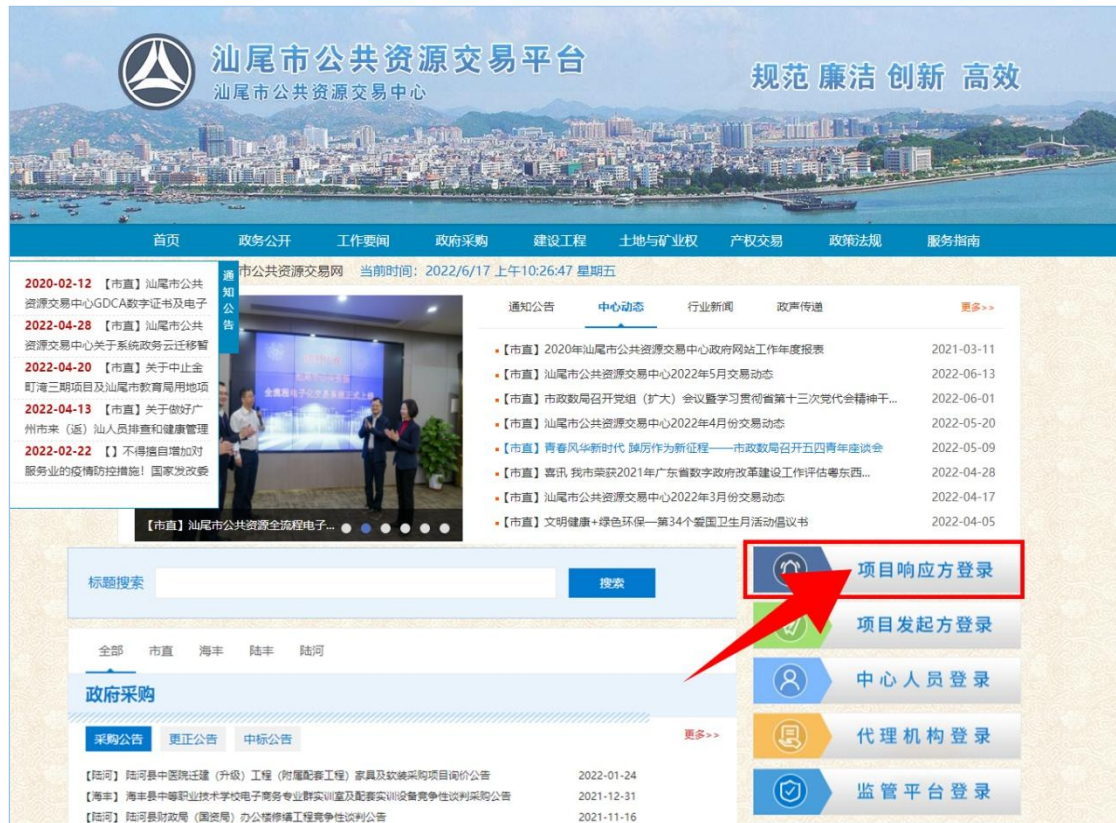 汕尾市公共资源交易平台
汕尾市公共资源交易中心
规范 廉洁 创新 高效
首页 政务公开 工作要闻 政府采购 建设工程 土地与矿业权 产权交易 政策法规 服务指南
市公共资源交易网 当前时间：2022/6/17 上午10:26:47 星期五
通知公告
2020-02-12 【市直】汕尾市公共
资源交易中心GDCA数字证书及电子
2022-04-28 【市直】汕尾市公共
资源交易中心关于系统政务云迁移暂
2022-04-20 【市直】关于中止金
町湾三期项目及汕尾市教育局用地项
2022-04-13 【市直】关于做好广
州市来（返）汕人员排查和健康管理
2022-02-22 【】不得擅自增加对
服务业的疫情防控措施！国家发改委
全流程电子化交易系统正式上线
【市直】汕尾市公共资源全流程电子...
通知公告 中心动态 行业新闻 政声传递 更多>>
【市直】2020年汕尾市公共资源交易中心政府网站工作年度报表 2021-03-11
【市直】汕尾市公共资源交易中心2022年5月交易动态 2022-06-13
【市直】市政数局召开党组（扩大）会议暨学习贯彻省第十三次党代会精神干... 2022-06-01
【市直】汕尾市公共资源交易中心2022年4月份交易动态 2022-05-20
【市直】青春风华新时代 踔厉作为新征程——市政数局召开五四青年座谈会 2022-05-09
【市直】喜讯 我市荣获2021年广东省数字政府改革建设工作评估粤东西... 2022-04-28
【市直】汕尾市公共资源交易中心2022年3月份交易动态 2022-04-17
【市直】文明健康+绿色环保—第34个爱国卫生月活动倡议书 2022-04-05
标题搜索 搜索
全部 市直 海丰 陆丰 陆河
政府采购
采购公告 更正公告 中标公告 更多>>
【陆河】陆河县中医院迁建（升级）工程（附属配套工程）家具及软装采购项目询价公告 2022-01-24
【海丰】海丰县中等职业技术学校电子商务专业群实训室及配套实训设备竞争性谈判采购公告 2021-12-31
【陆河】陆河县财政局（国资局）办公楼修缮工程竞争性谈判公告 2021-11-16
项目响应方登录
项目发起方登录
中心人员登录
代理机构登录
监管平台登录